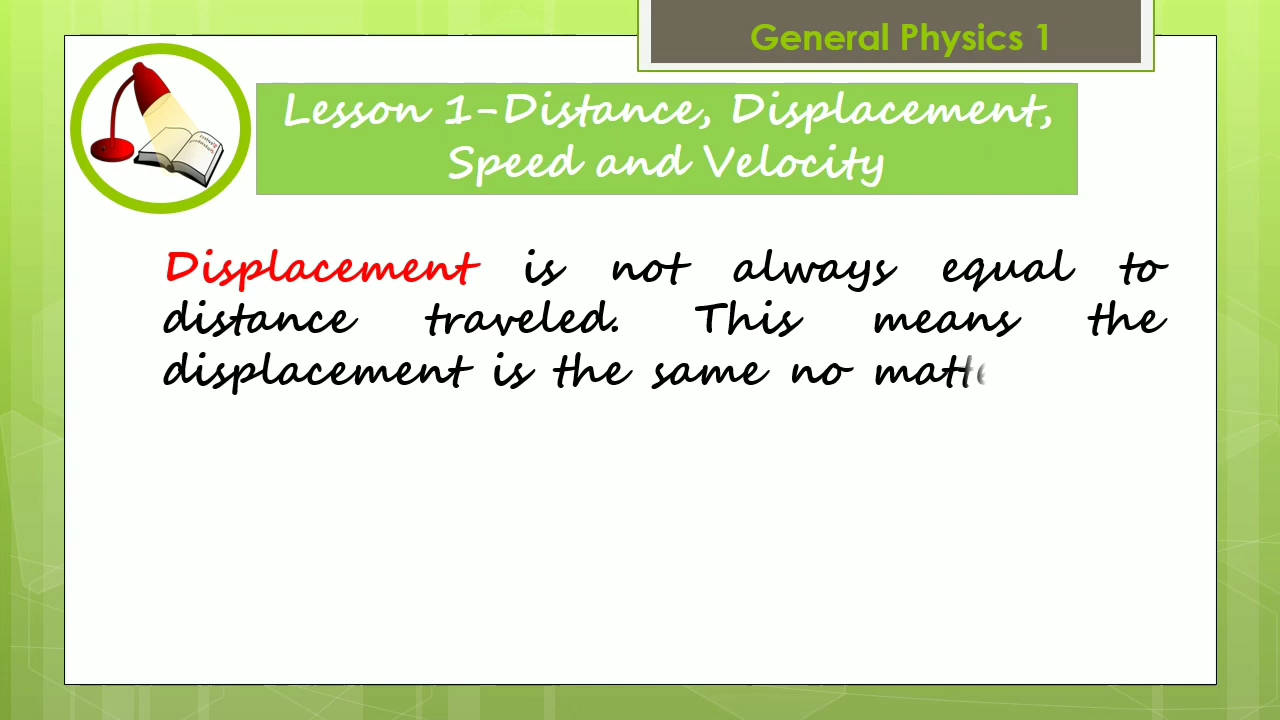 General Physics 1
Lesson 1-Distance, Displacement,
Speed and Velocity
Displacement is not always equal to
distance traveled. This means the
displacement is the same no matte